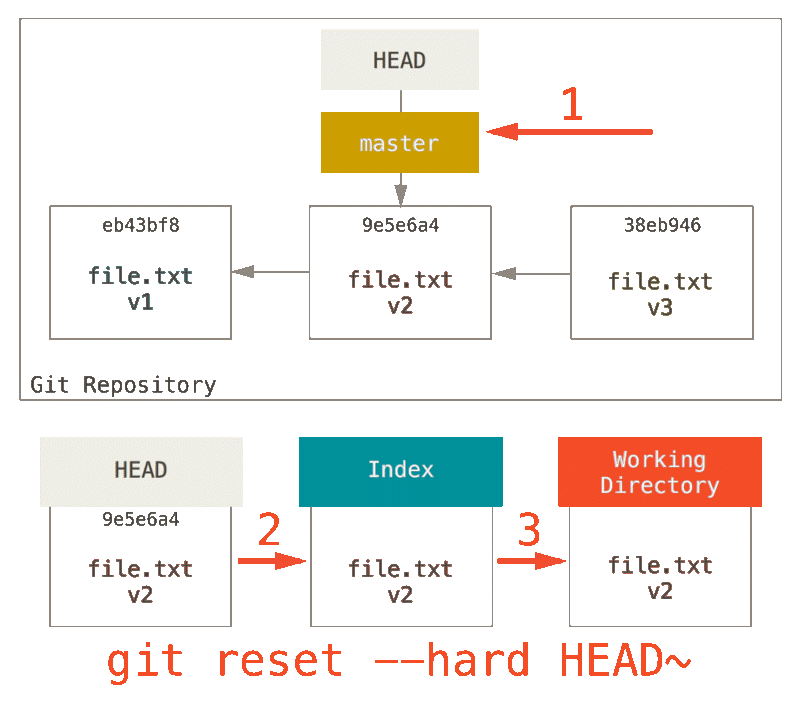 HEAD
1
master
eb43bf8
file.txt
v1
9e5e6a4
file.txt
v2
38eb946
file.txt
v3
Git Repository
HEAD
9e5e6a4
file.txt
v2
2
Index
file.txt
v2
3
Working
Directory
file.txt
v2
git reset --hard HEAD~